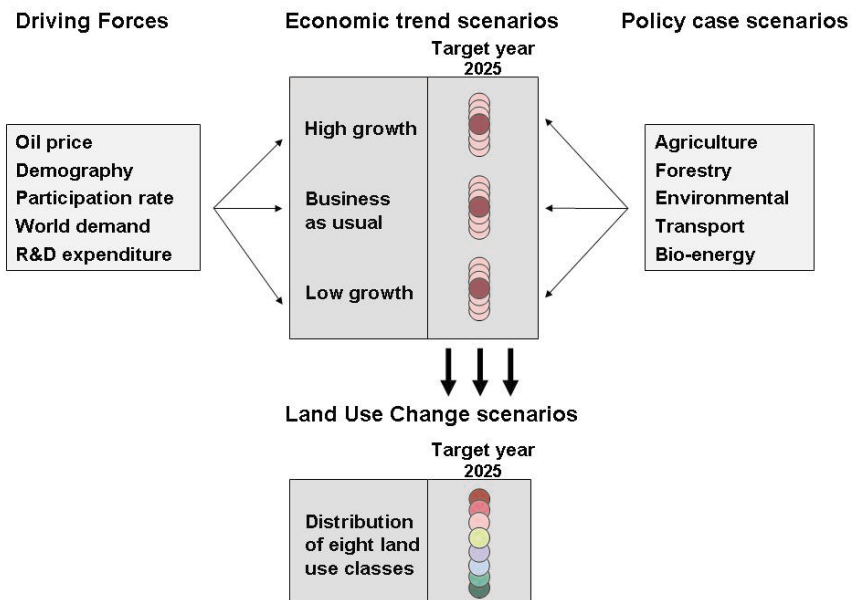 Driving Forces
Economic trend scenarios
Policy case scenarios
Target year
2025
Oil price
Demography
Participation rate
World demand
R&D expenditure
High growth
Business
as usual
Low growth
Agriculture
Forestry
Environmental
Transport
Bio-energy
Land Use Change scenarios
Target year
2025
Distribution
of eight land
use classes